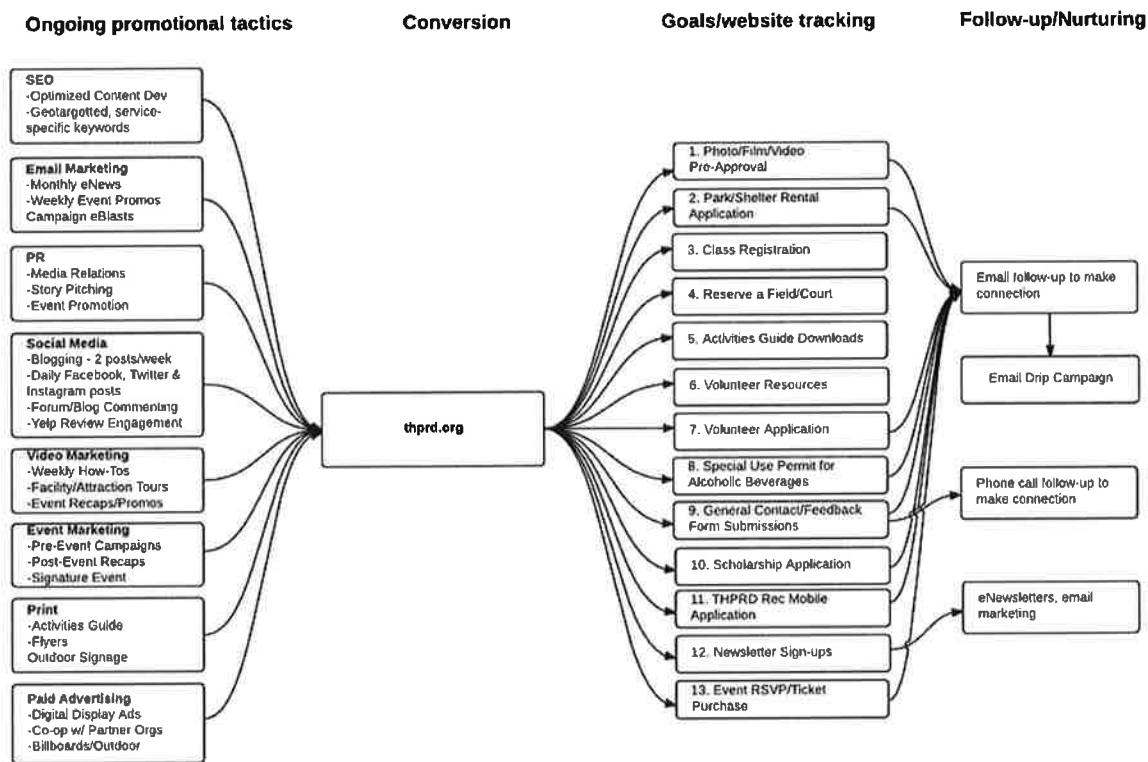 Ongoing promotional tactics
Conversion
Goals/website tracking
Follow-up/Nurturing
SEO
-Optimized Content Dev
-Geotargetted, service-
specific keywords
Email Marketing
-Monthly eNews
-Weekly Event Promos
Campaign eBlasts
PR
-Media Relations
-Story Pitching
-Event Promotion
Social Media
-Blogging - 2 posts/week
-Daily Facebook, Twitter &
Instagram posts
-Forum/Blog Commenting
-Yelp Review Engagement
Video Marketing
-Weekly How-Tos
-Facility/Attraction Tours
-Event Recaps/Promos
Event Marketing
-Pre-Event Campaigns
-Post-Event Recaps
-Signature Event
Print
-Activities Guide
-Flyers
Outdoor Signage
Paid Advertising
-Digital Display Ads
-Co-op w/ Partner Orgs
-Billboards/Outdoor
thprd.org
1. Photo/Film/Video
Pre-Approval
2. Park/Shelter Rental
Application
3. Class Registration
4. Reserve a Field/Court
5. Activities Guide Downloads
6. Volunteer Resources
7. Volunteer Application
8. Special Use Permit for
Alcoholic Beverages
9. General Contact/Feedback
Form Submissions
10. Scholarship Application
11. THPRD Rec Mobile
Application
12. Newsletter Sign-ups
13. Event RSVP/Ticket
Purchase
Email follow-up to make
connection
Email Drip Campaign
Phone call follow-up to
make connection
eNewsletters, email
marketing